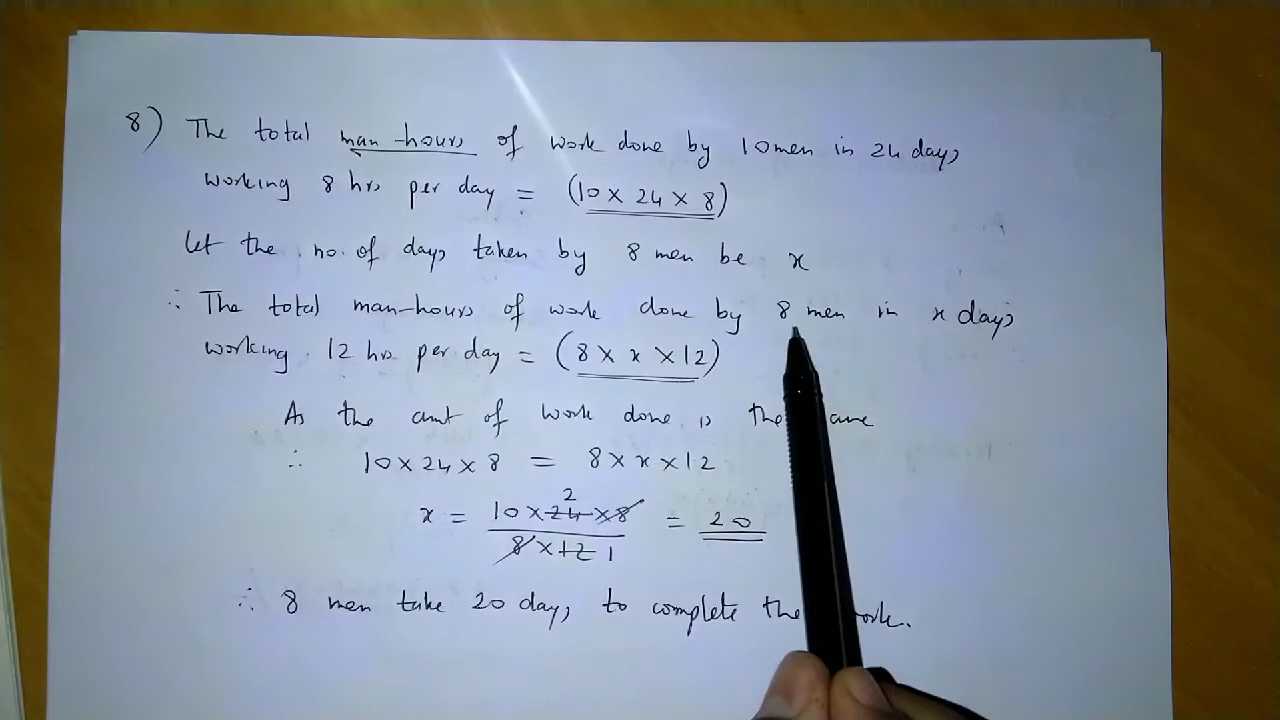 8) The total man-hours of work done by 10 men in 24 days
working 8 hrs per day = (10 × 24 × 8)
let the no. of days taken by 8 men be x
∴ The total man-hours of work done by 8 men in x days
working 12 hrs per day = (8 × x × 12)
As the amt of work done is the ame
∴ 10 × 24 × 8 = 8 × x × 12
2
x = 10 × 24 × 8 / 8 × 12 1 = 20
∴ 8 men take 20 days to complete the ork.